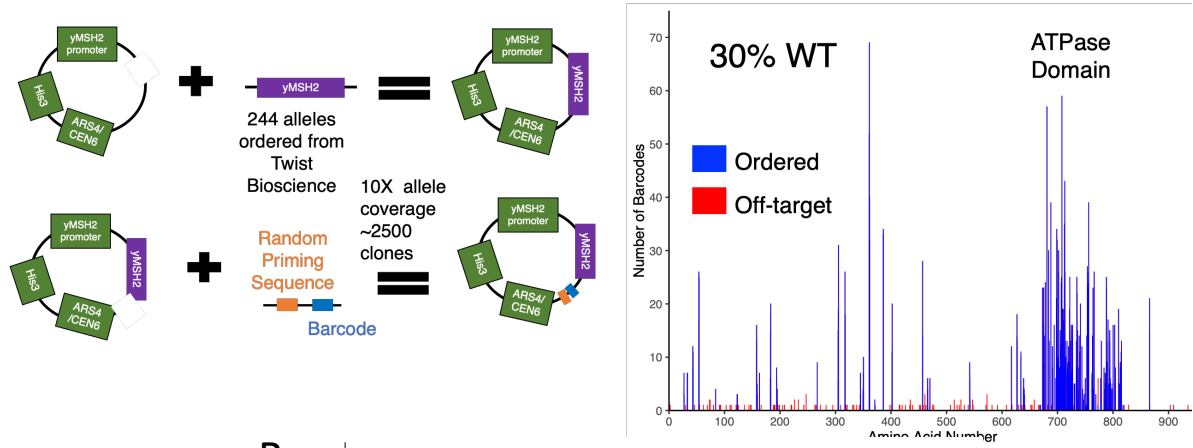 yMSH2
promoter
His3
ARS4/
CEN6
yMSH2
244 alleles
ordered from
Twist
Bioscience
yMSH2
promoter
yMSH2
His3
ARS4
/CEN6
yMSH2
promoter
yMSH2
His3
ARS4
/CEN6
Random
Priming
Sequence
Barcode
10X allele
coverage
~2500
clones
yMSH2
promoter
yMSH2
His3
ARS4/
CEN6
30% WT
ATPase
Domain
Ordered
Off-target
Number of Barcodes
70
60
50
40
30
20
10
0
0 100 200 300 400 500 600 700 800 900
Amino Acid Number